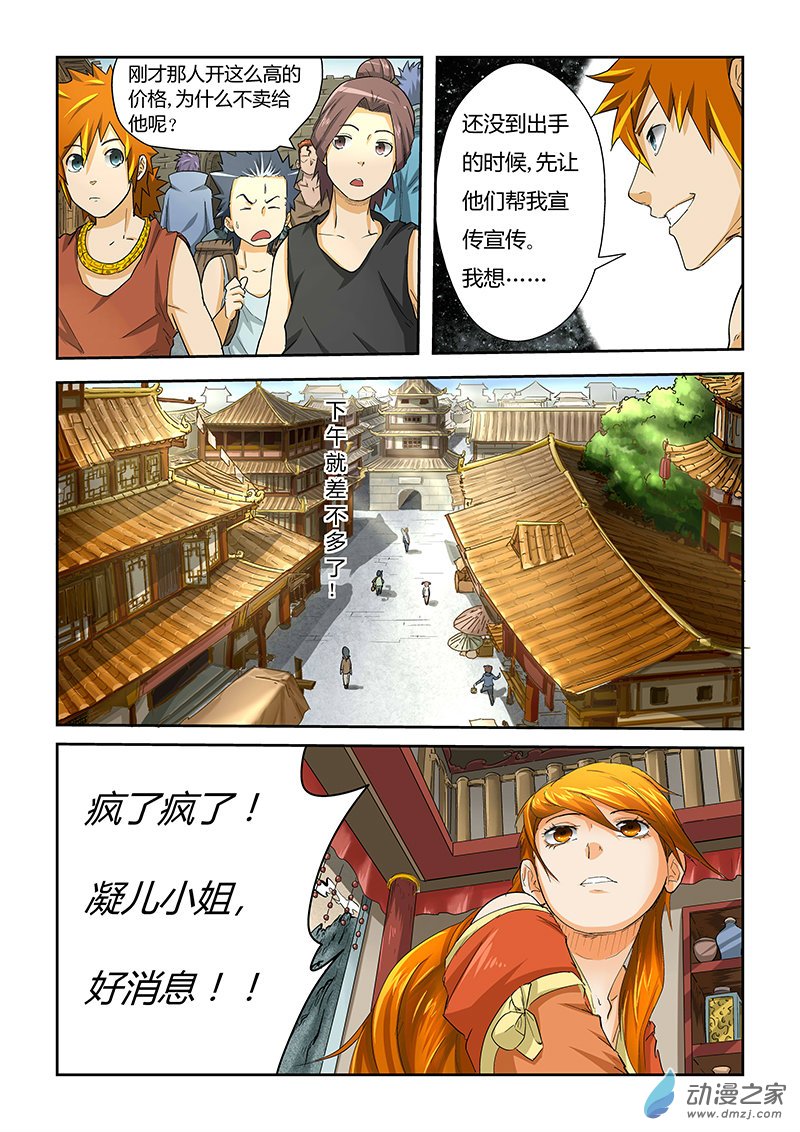 刚才那人开这么高的
价格,为什么不卖给
他呢？
还没到出手
的时候,先让
他们帮我宣
传宣传。
我想……
下午就差不多了！
疯了疯了！
凝儿小姐，
好消息！！
动漫之家
www.dmzj.com